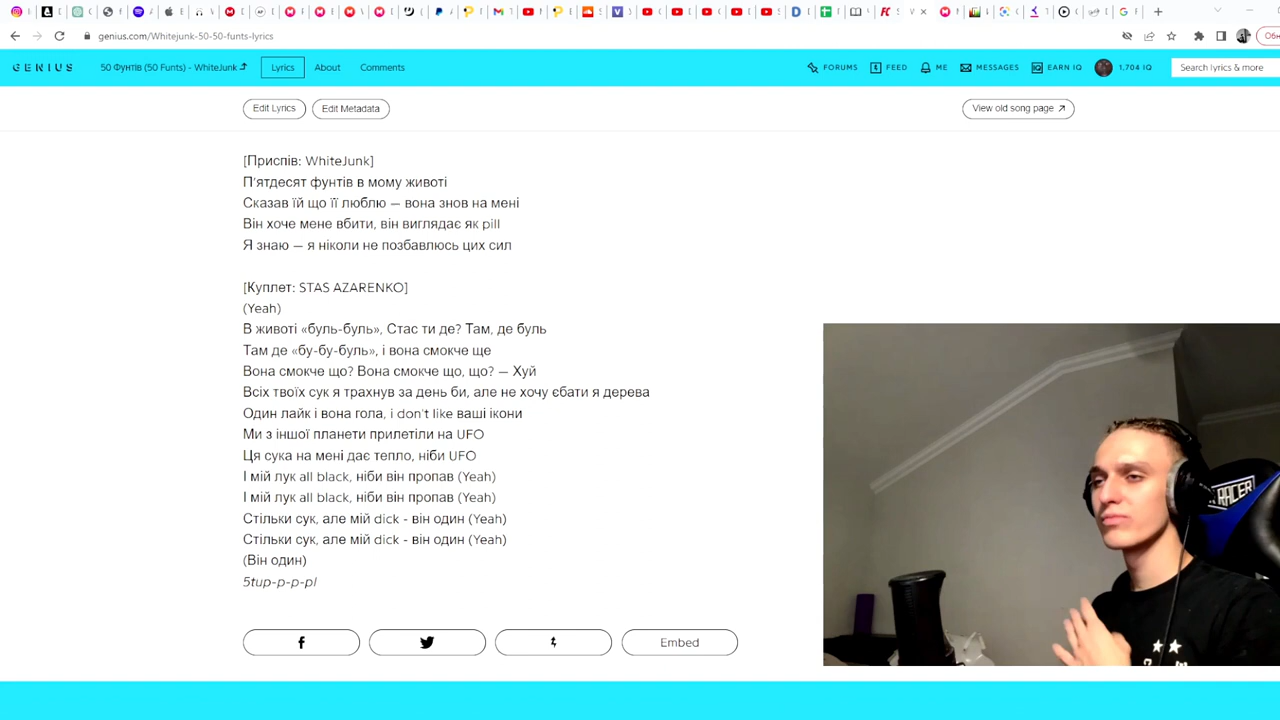 genius.com/Whitejunk-50-50-funts-lyrics
GENIUS
50 Фунтів (50 Funts) - WhiteJunk
Lyrics
About
Comments
FORUMS
FEED
ME
MESSAGES
EARN IQ
1,704 IQ
Search lyrics & more
Edit Lyrics
Edit Metadata
View old song page
[Приспів: WhiteJunk]
П'ятдесят фунтів в мому животі
Сказав їй що її люблю — вона знов на мені
Він хоче мене вбити, він виглядає як pill
Я знаю — я ніколи не позбавлюсь цих сил
[Куплет: STAS AZARENKO]
(Yeah)
В животі «буль-буль», Стас ти де? Там, де буль
Там де «бу-бу-буль», і вона смокче ще
Вона смокче що? Вона смокче що, що? — Хуй
Всіх твоїх сук я трахнув за день би, але не хочу єбати я дерева
Один лайк і вона гола, i don't like ваші ікони
Ми з іншої планети прилетіли на UFO
Ця сука на мені дає тепло, ніби UFO
І мій лук all black, ніби він пропав (Yeah)
І мій лук all black, ніби він пропав (Yeah)
Стільки сук, але мій dick - він один (Yeah)
Стільки сук, але мій dick - він один (Yeah)
(Він один)
5tup-p-p-pl
Embed
RACER